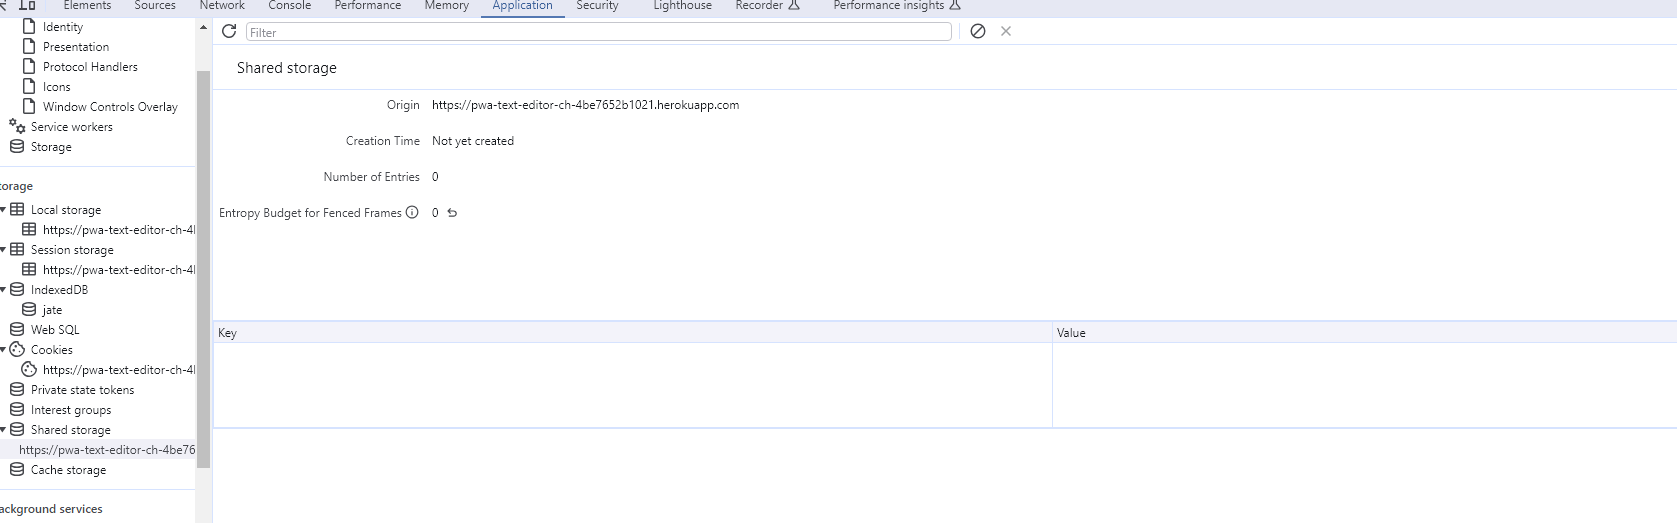 Elements Sources Network Console Performance Memory Application Security Lighthouse Recorder Performance insights
Identity
Presentation
Protocol Handlers
Icons
Window Controls Overlay
Service workers
Storage
torage
Local storage
https://pwa-text-editor-ch-4b
Session storage
https://pwa-text-editor-ch-4b
IndexedDB
jate
Web SQL
Cookies
https://pwa-text-editor-ch-4b
Private state tokens
Interest groups
Shared storage
https://pwa-text-editor-ch-4be76
Cache storage
ackground services
Filter
Shared storage
Origin https://pwa-text-editor-ch-4be7652b1021.herokuapp.com
Creation Time Not yet created
Number of Entries 0
Entropy Budget for Fenced Frames 0
Key Value